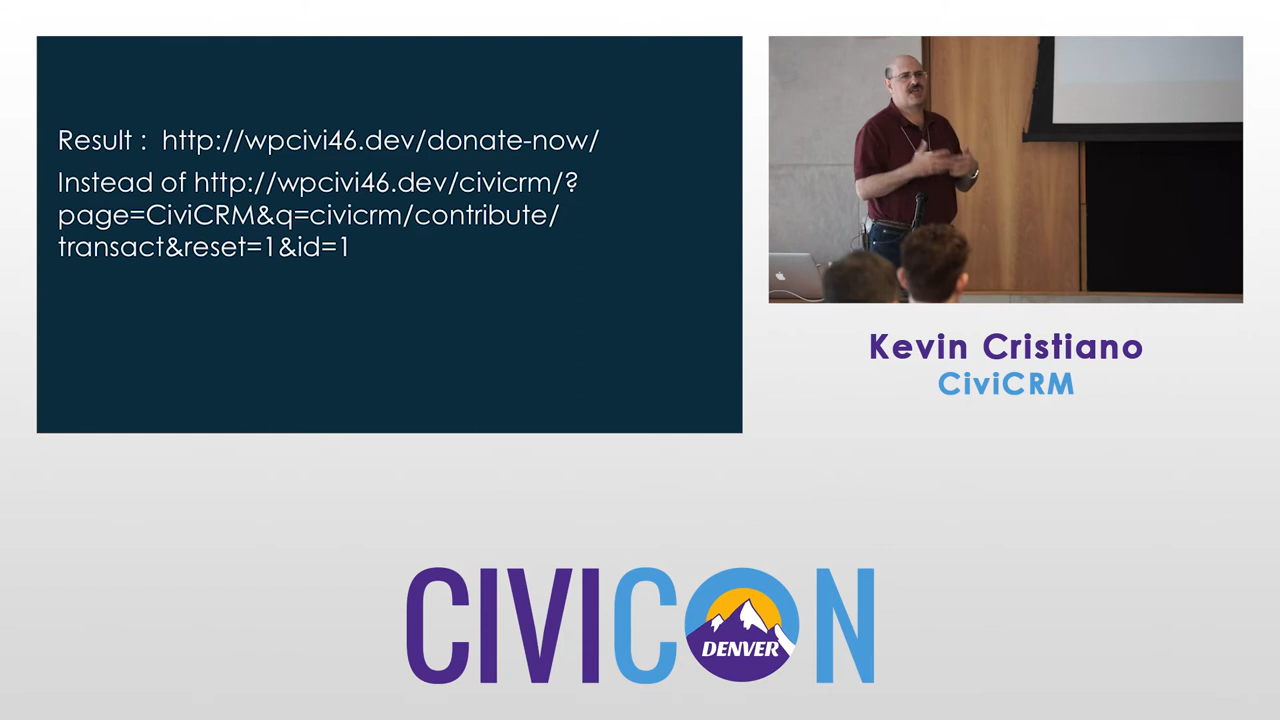 Result :  http://wpcivi46.dev/donate-now/
Instead of http://wpcivi46.dev/civicrm/?
page=CiviCRM&q=civicrm/contribute/
transact&reset=1&id=1
Kevin Cristiano
CiviCRM
CIVICON
DENVER